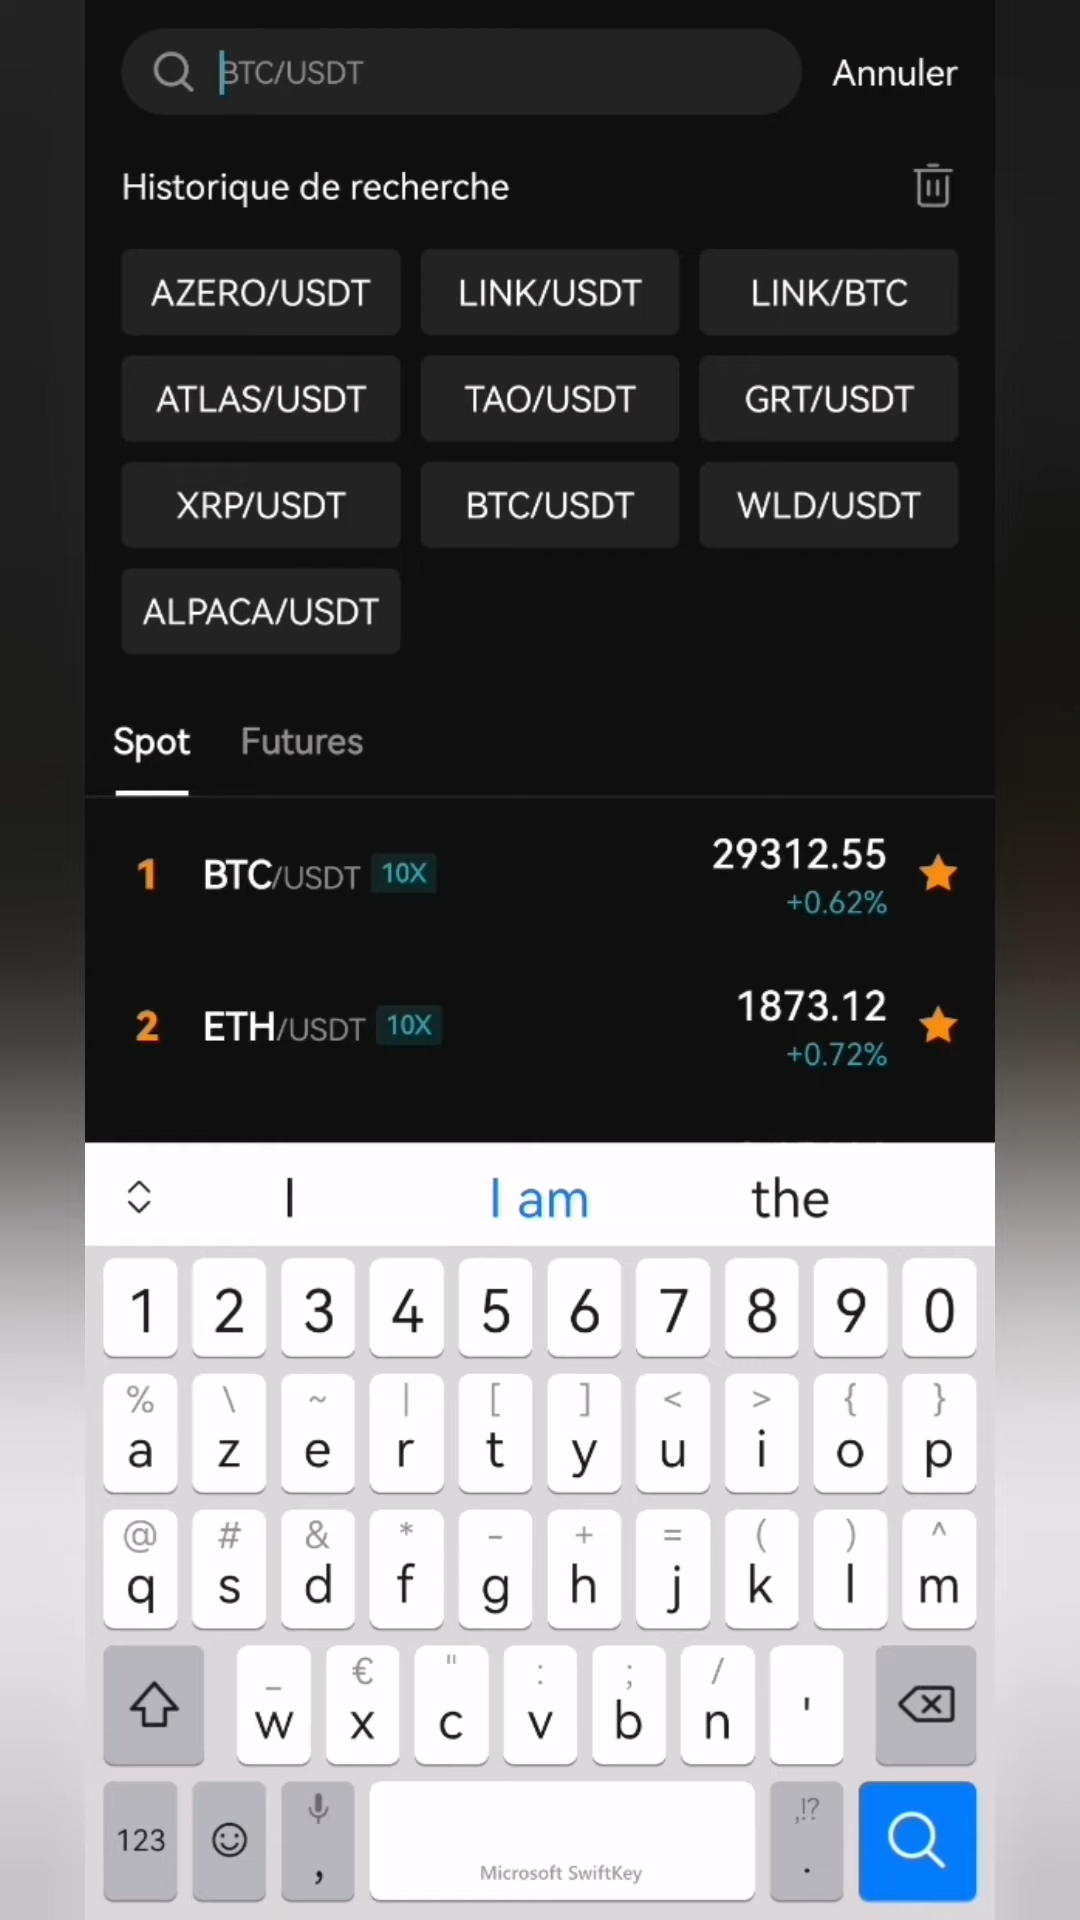 BTC/USDT Annuler
Historique de recherche
AZERO/USDT LINK/USDT LINK/BTC
ATLAS/USDT TAO/USDT GRT/USDT
XRP/USDT BTC/USDT WLD/USDT
ALPACA/USDT
Spot Futures
1 BTC/USDT 10X 29312.55
+0.62%
2 ETH/USDT 10X 1873.12
+0.72%
I I am the
1 2 3 4 5 6 7 8 9 0
% \ ~ | [ ] < > { }
a z e r t y u i o p
@ # & * - + = ( ) ^
q s d f g h j k l m
_ € " : ; /
w x c v b n '
,!?
123 , Microsoft SwiftKey .